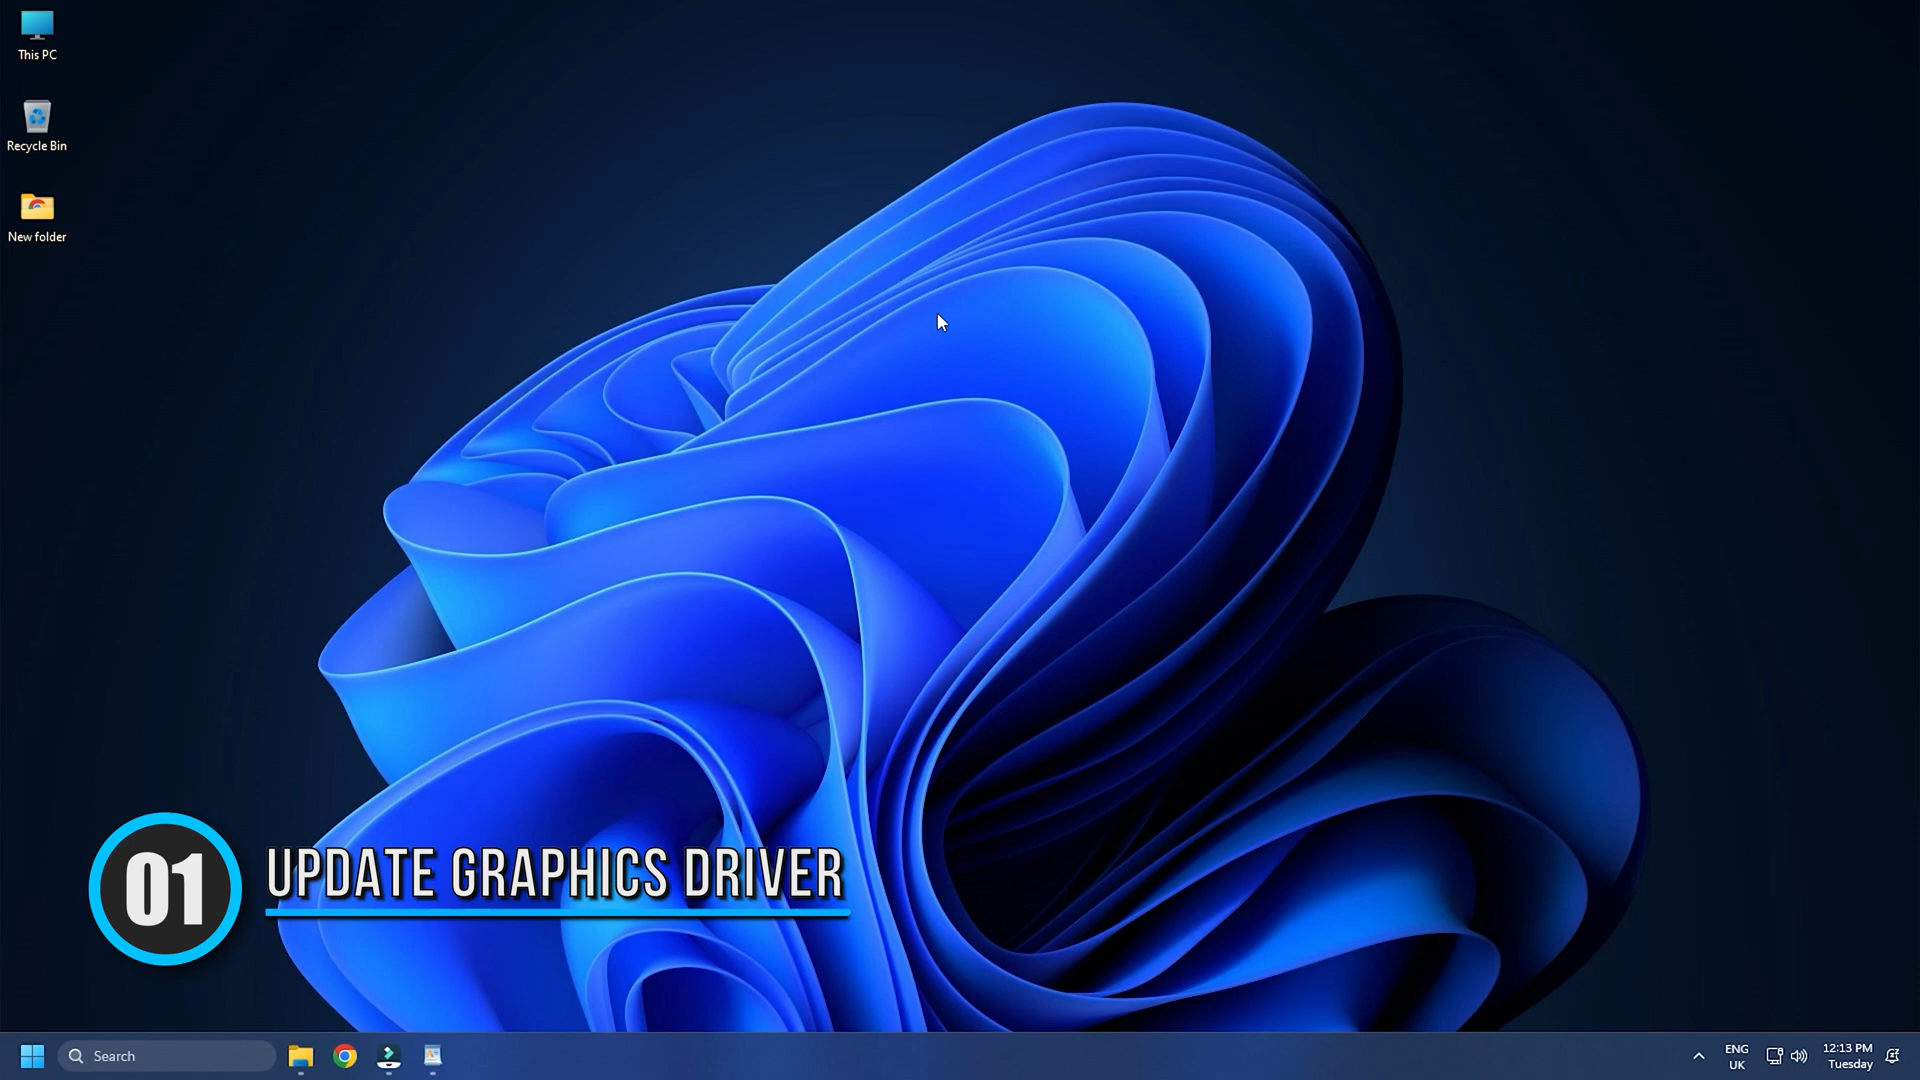 This PC
Recycle Bin
New folder
01
UPDATE GRAPHICS DRIVER
Search
ENG
UK
12:13 PM
Tuesday